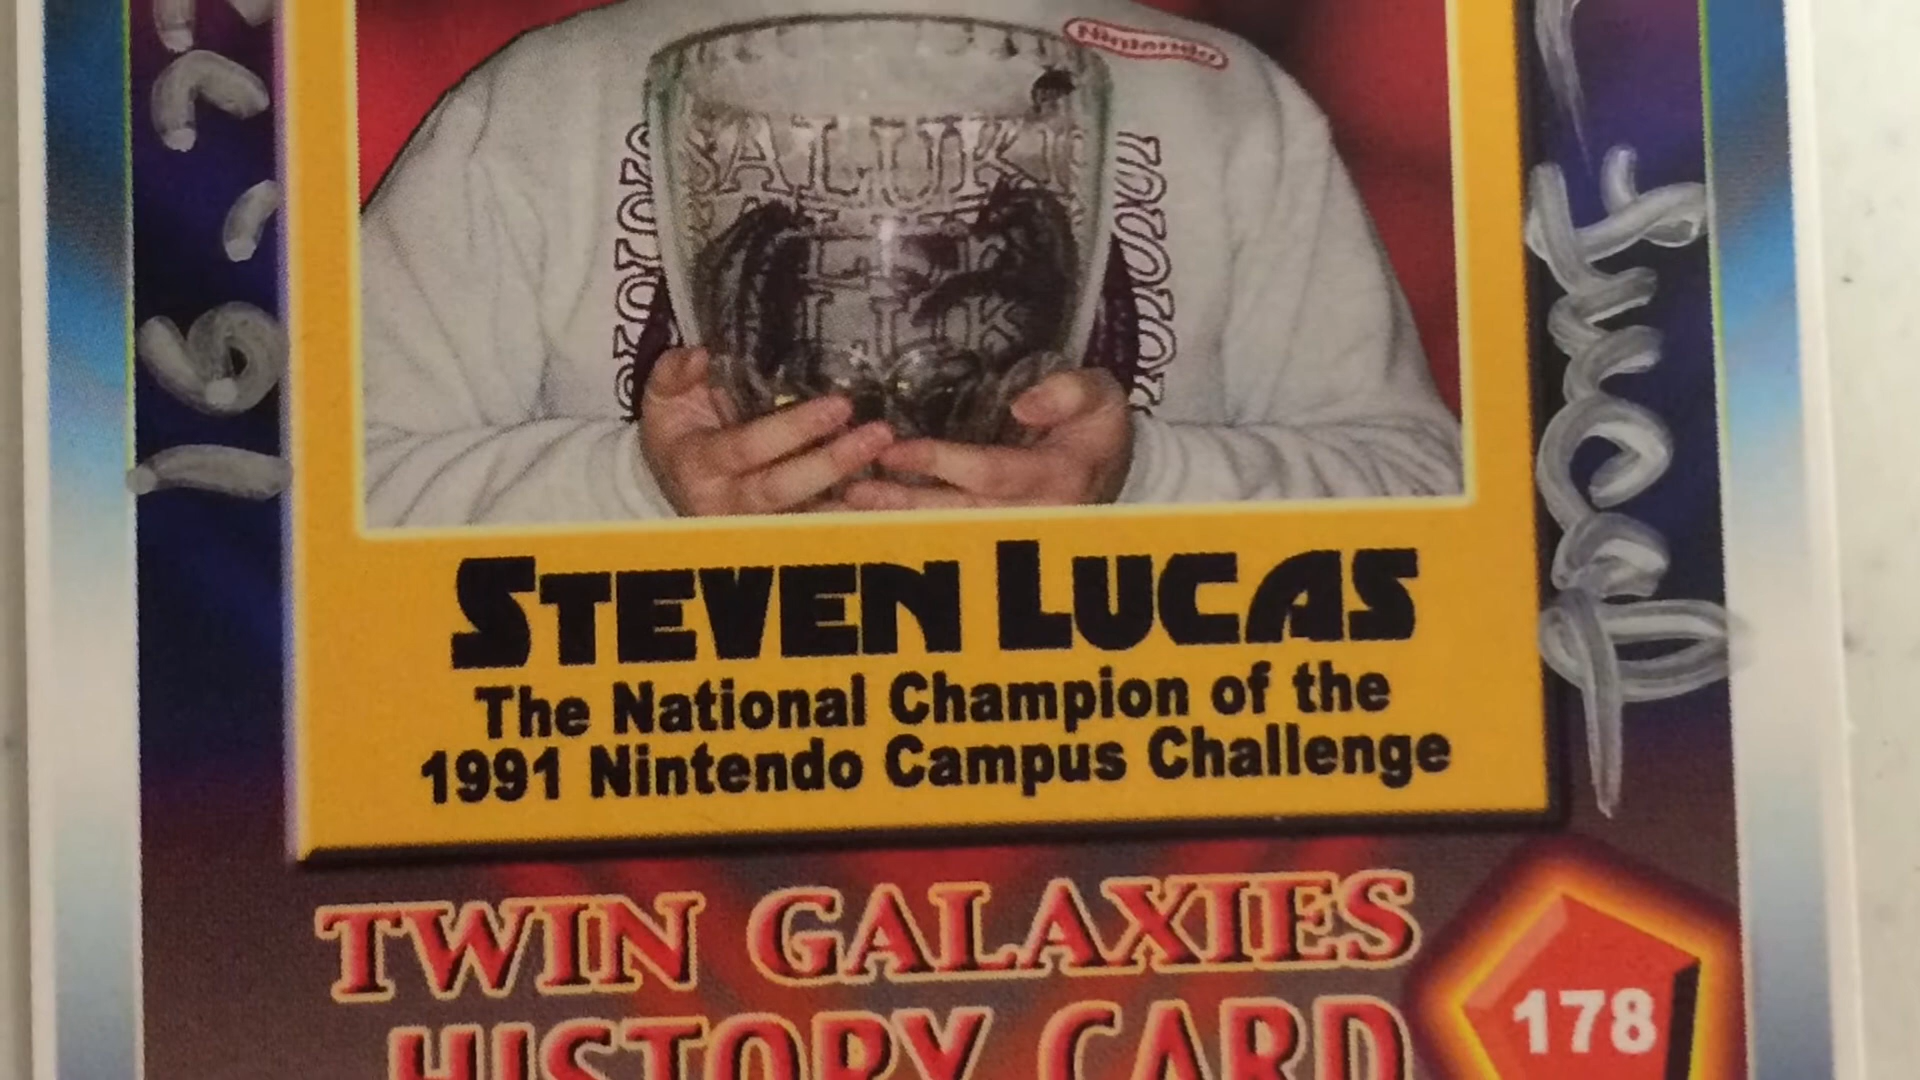 Nintendo
SALUKI
STEVEN LUCAS
The National Champion of the
1991 Nintendo Campus Challenge
TWIN GALAXIES
HISTORY CARD
178